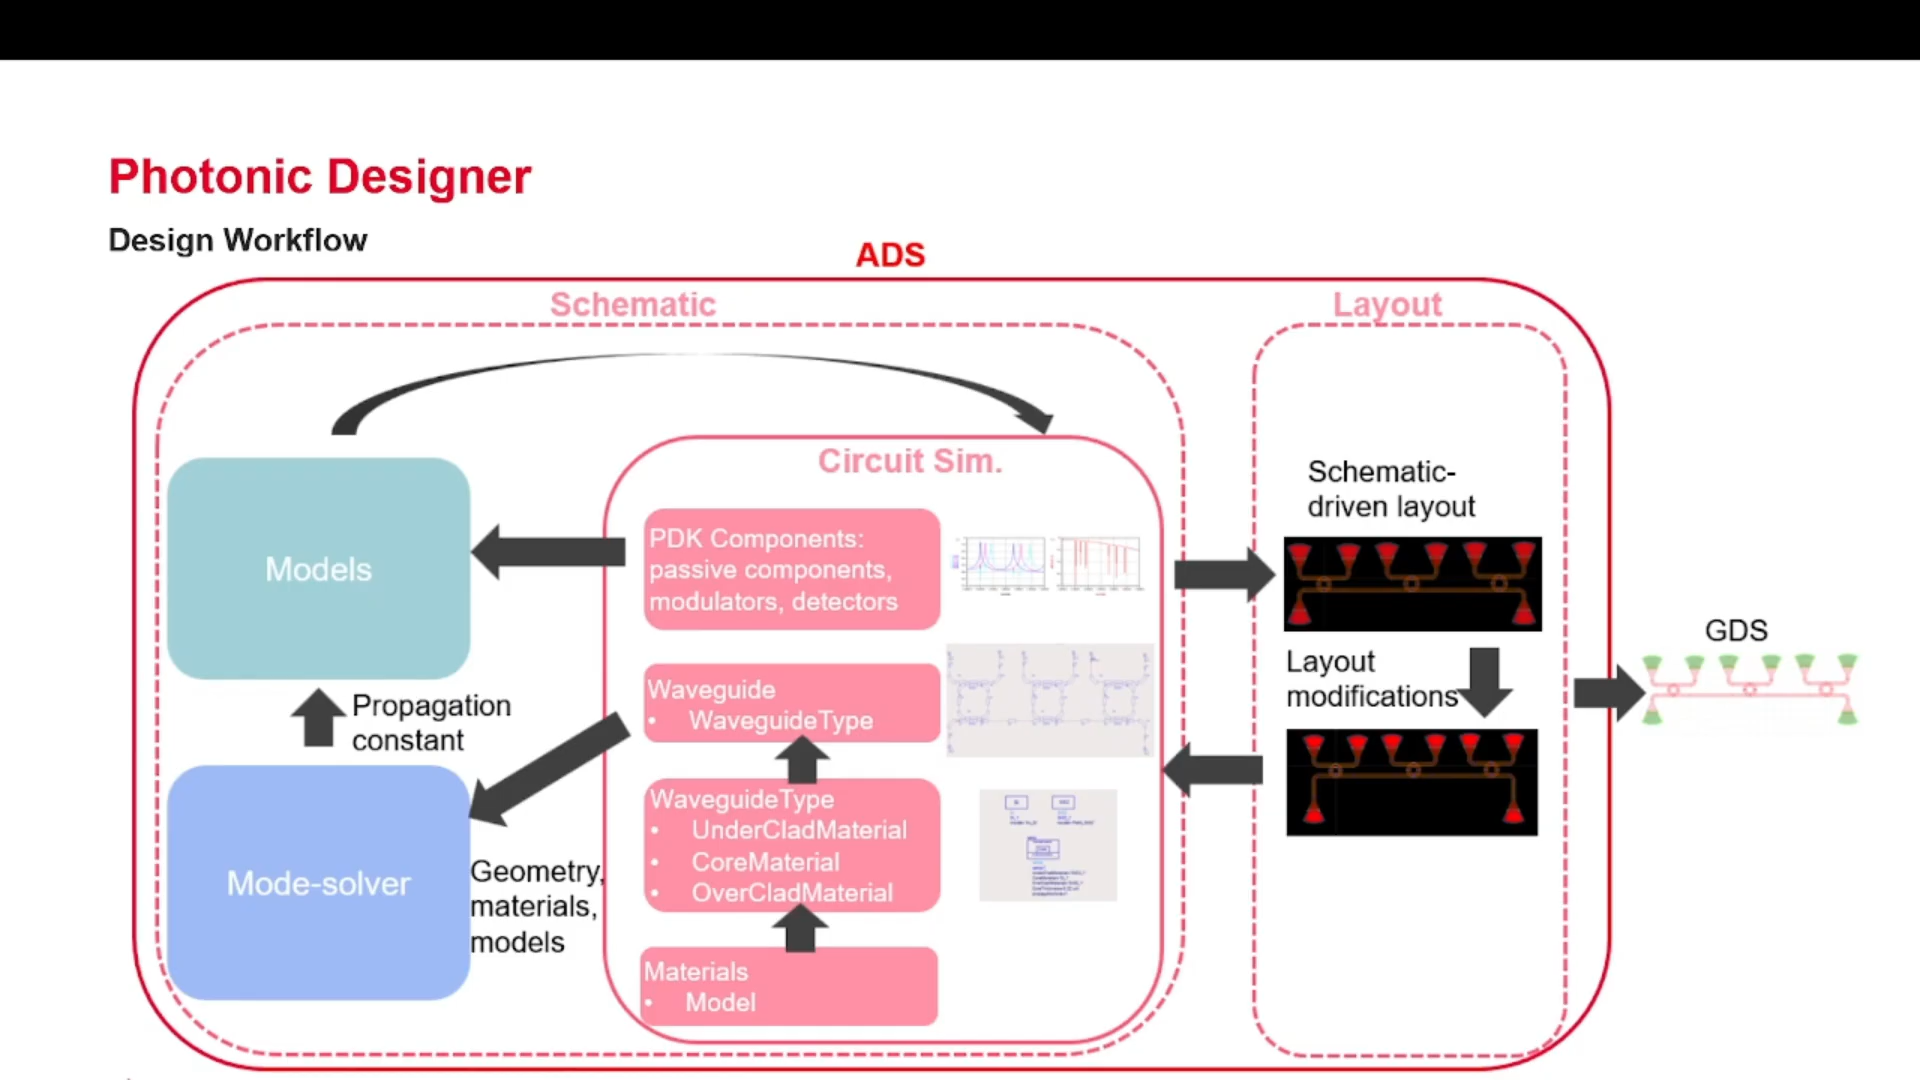 Photonic Designer
Design Workflow
ADS
Schematic
Layout
Circuit Sim.
Models
PDK Components:
passive components,
modulators, detectors
Waveguide
• WaveguideType
Propagation
constant
Mode-solver
Geometry,
materials,
models
WaveguideType
• UnderCladMaterial
• CoreMaterial
• OverCladMaterial
Materials
• Model
Schematic-
driven layout
Layout
modifications
GDS